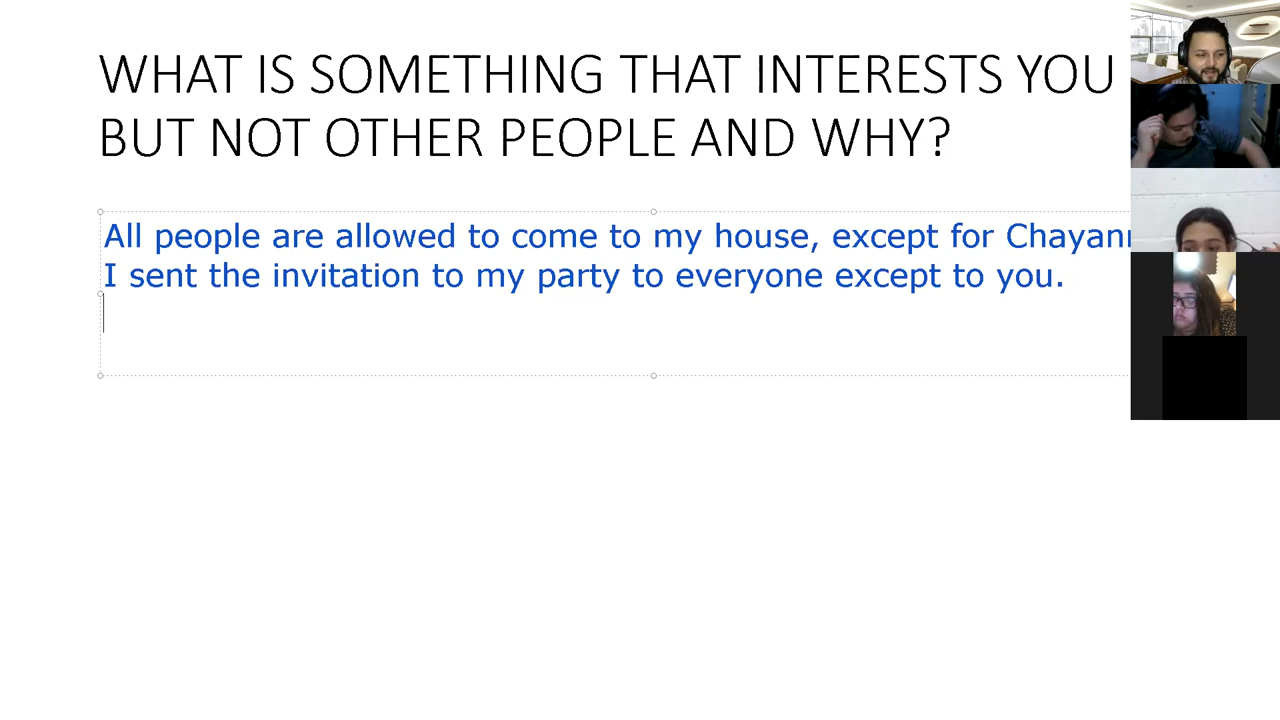 WHAT IS SOMETHING THAT INTERESTS YOU
BUT NOT OTHER PEOPLE AND WHY?
All people are allowed to come to my house, except for
I sent the invitation to my party to everyone except to you.